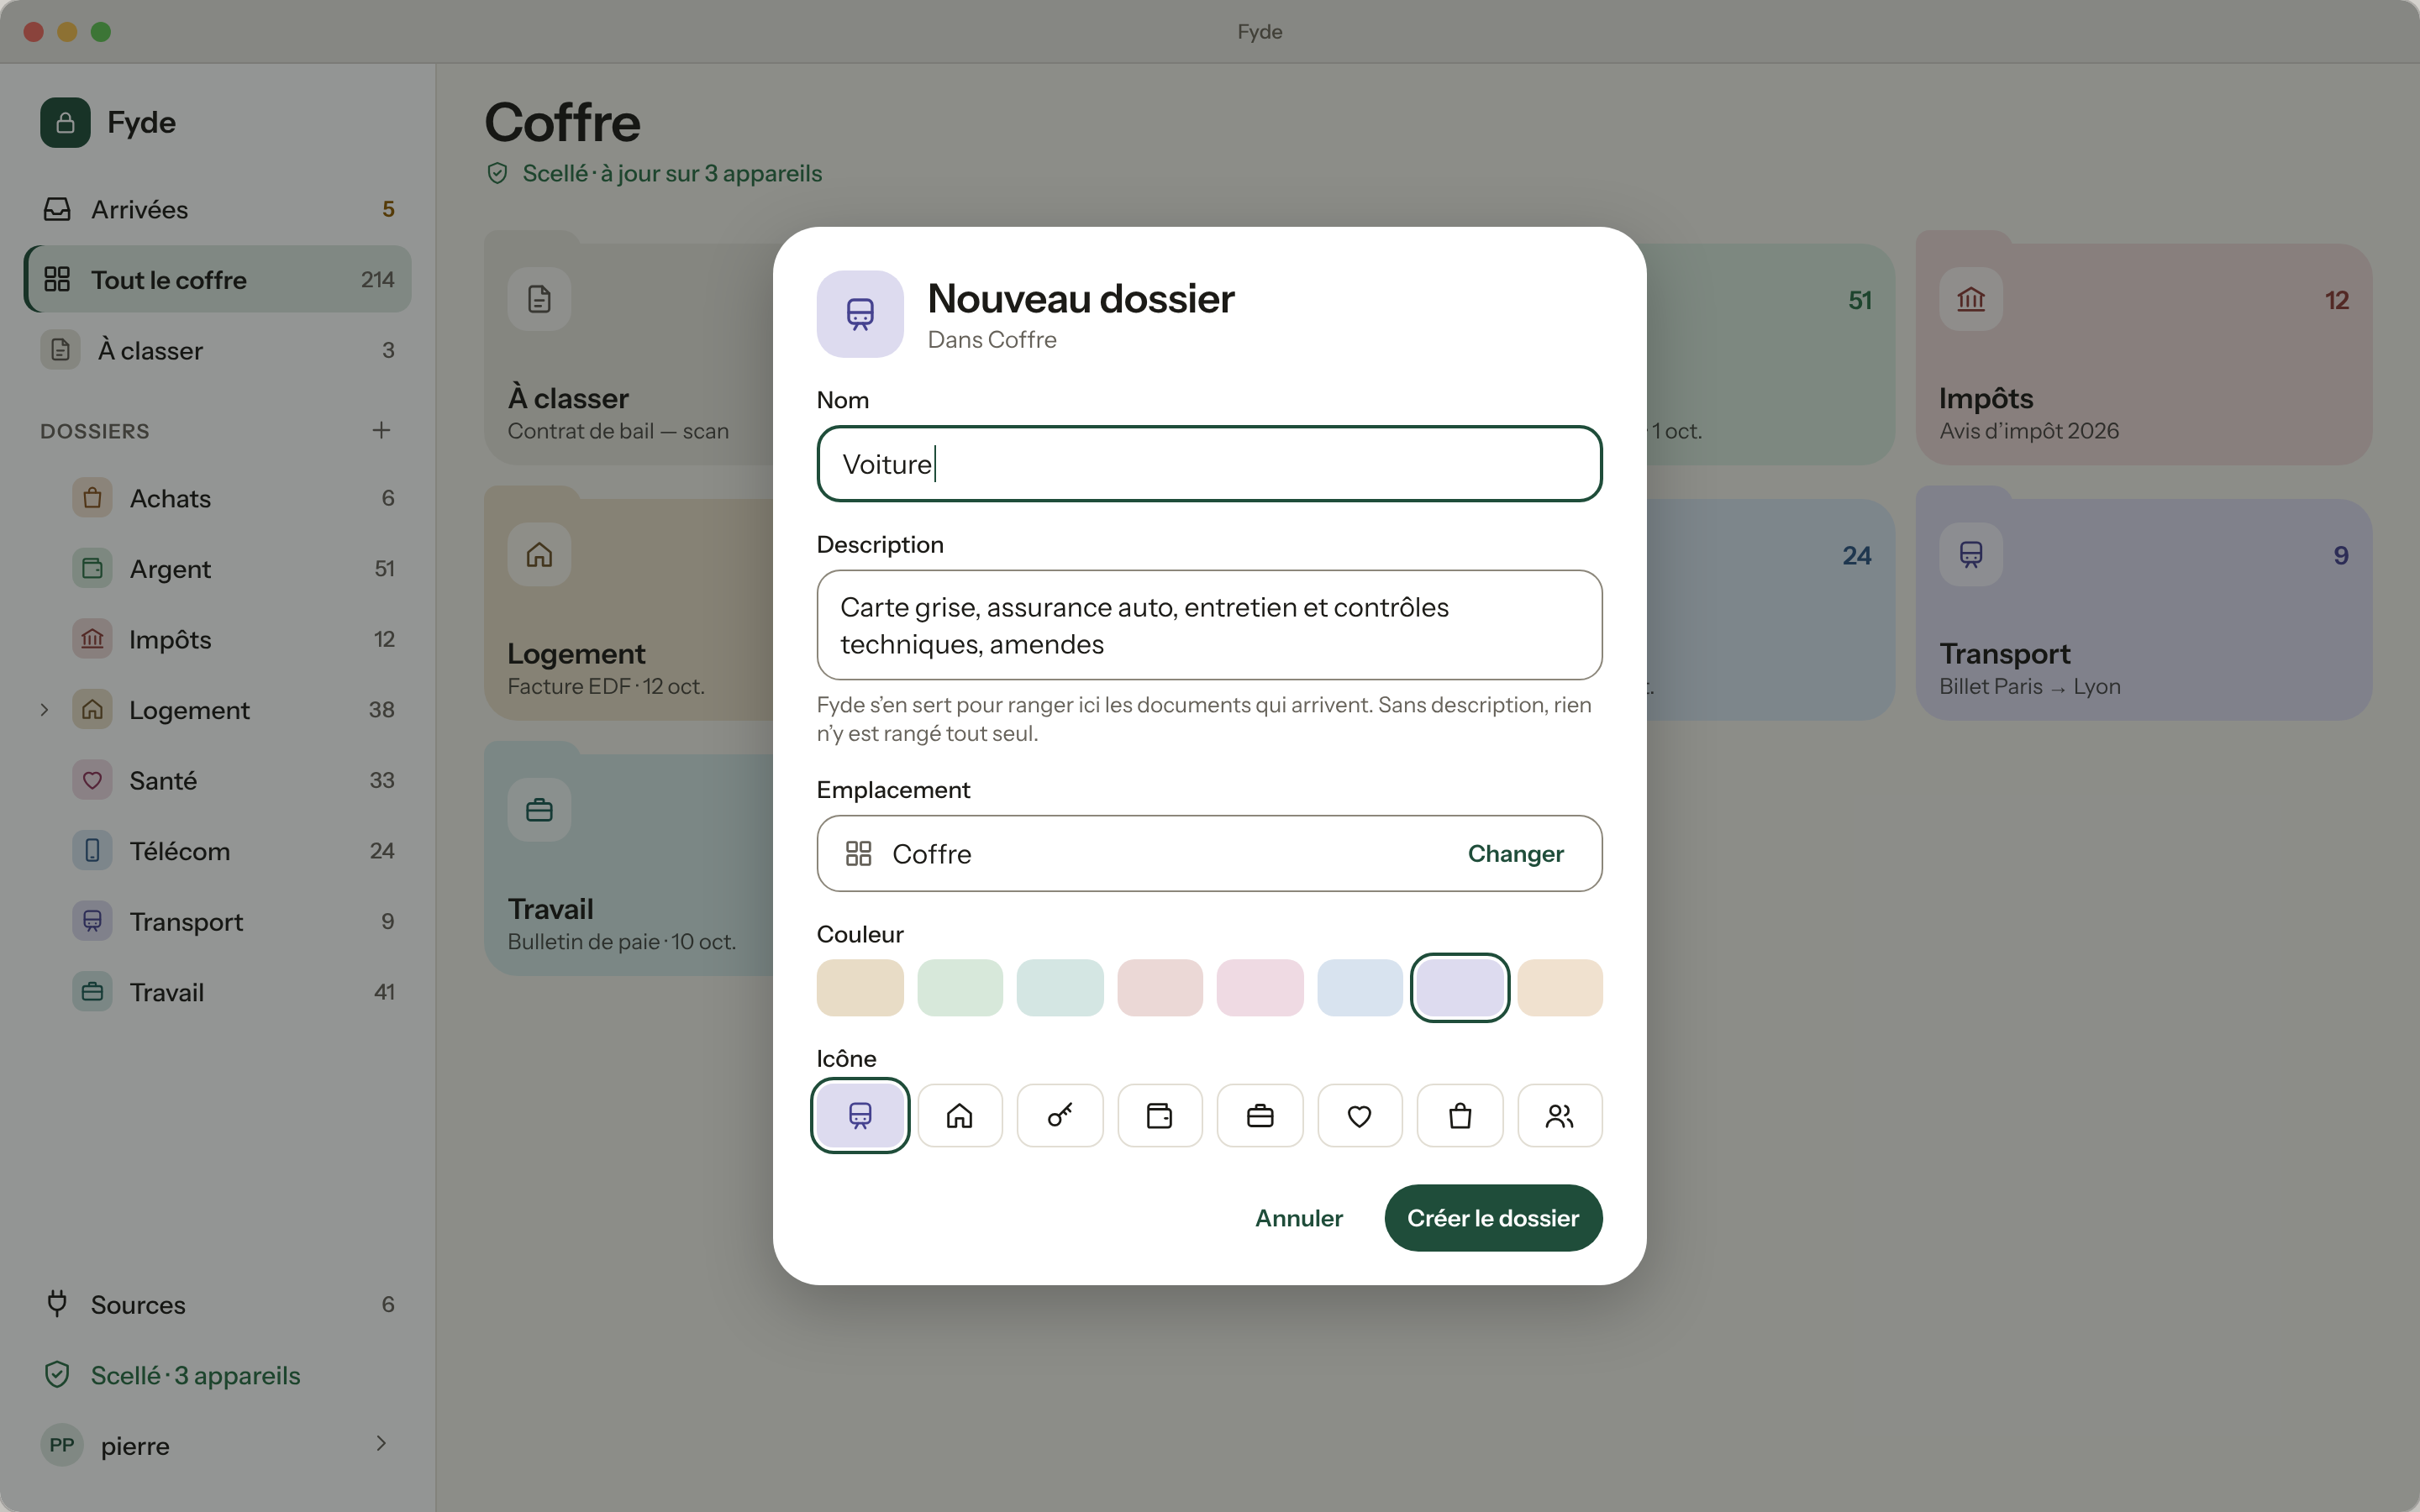 Fyde
Fyde
Arrivées 5
Tout le coffre 214
À classer 3
DOSSIERS
Achats 6
Argent 51
Impôts 12
Logement 38
Santé 33
Télécom 24
Transport 9
Travail 41
Sources 6
Scellé · 3 appareils
PP pierre
Coffre
Scellé · à jour sur 3 appareils
À classer
Contrat de bail — scan
51
1 oct.
12
Impôts
Avis d’impôt 2026
Logement
Facture EDF · 12 oct.
24
9
Transport
Billet Paris → Lyon
Travail
Bulletin de paie · 10 oct.
Nouveau dossier
Dans Coffre
Nom
Voiture
Description
Carte grise, assurance auto, entretien et contrôles
techniques, amendes
Fyde s’en sert pour ranger ici les documents qui arrivent. Sans description, rien
n’y est rangé tout seul.
Emplacement
Coffre Changer
Couleur
Icône
Annuler Créer le dossier